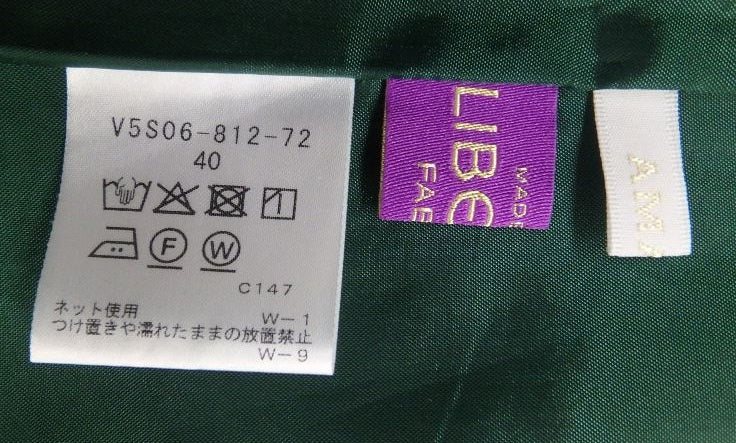 V5S06-812-72
40
F
W
C147
ネット使用
W-1
つけ置きや濡れたままの放置禁止
W-9
LIBE
FAB
MADE
AMA